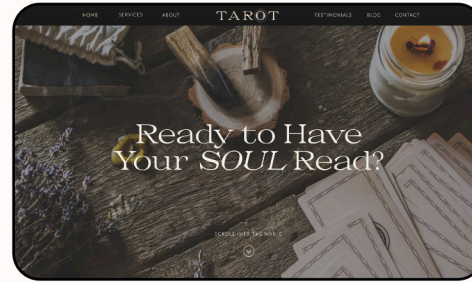 HOME SERVICES ABOUT TAROT TESTIMONIALS BLOG CONTACT
Ready to Have
Your SOUL Read?
SCROLL INTO THE MAGIC